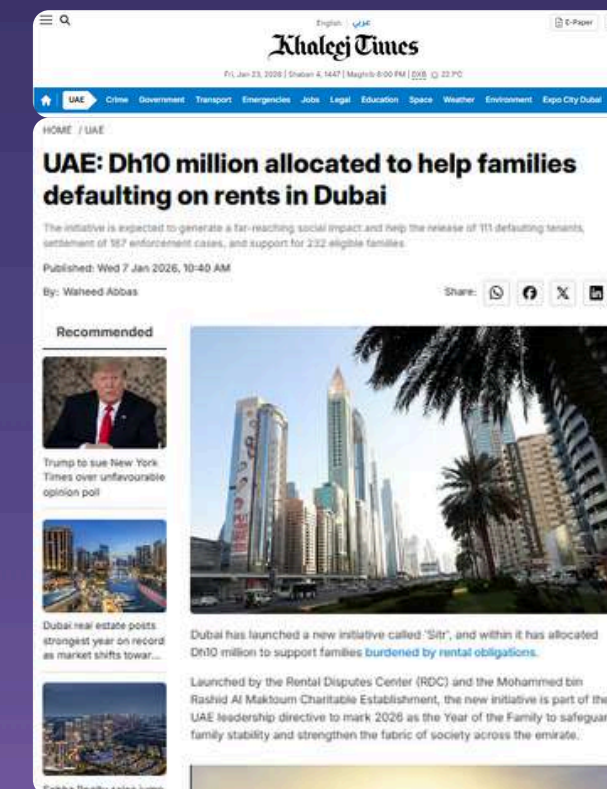 English عربي
E-Paper
Khaleej Times
Fri, Jan 23, 2026 | Shaban 4, 1447 | Maghrib 6:00 PM | DXB 22.7°C
UAE Crime Government Transport Emergencies Jobs Legal Education Space Weather Environment Expo City Dubai
HOME / UAE
UAE: Dh10 million allocated to help families
defaulting on rents in Dubai
The initiative is expected to generate a far-reaching social impact and help the release of 111 defaulting tenants,
settlement of 187 enforcement cases, and support for 232 eligible families
Published: Wed 7 Jan 2026, 10:40 AM
By: Waheed Abbas
Share:
Recommended
Trump to sue New York
Times over unfavourable
opinion poll
Dubai real estate posts
strongest year on record
as market shifts towar...
Dubai has launched a new initiative called 'Sitr', and within it has allocated
Dh10 million to support families burdened by rental obligations.
Launched by the Rental Disputes Center (RDC) and the Mohammed bin
Rashid Al Maktoum Charitable Establishment, the new initiative is part of the
UAE leadership directive to mark 2026 as the Year of the Family to safeguar
family stability and strengthen the fabric of society across the emirate.